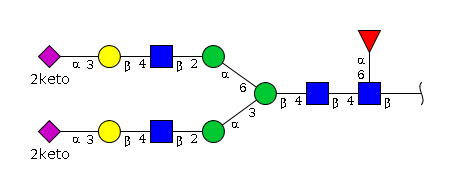 α
6
α 3 β 4 β 2 α
2keto
6
β 4 β 4 β
3
α 3 β 4 β 2 α
2keto